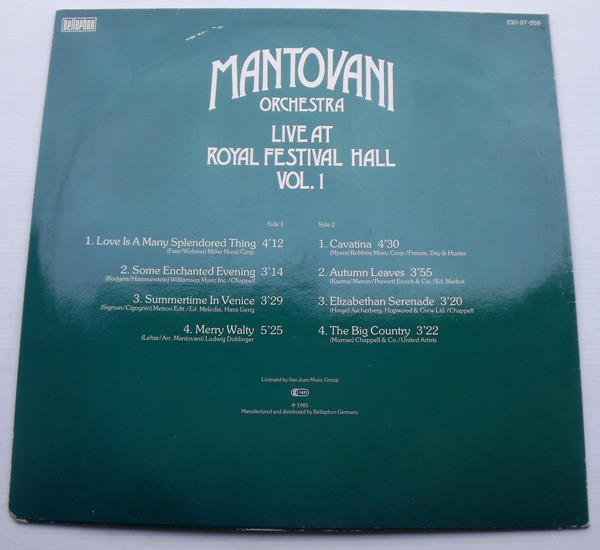 bellaphon
230·07·059
MANTOVANI
ORCHESTRA
LIVE AT
ROYAL FESTIVAL HALL
VOL. 1
Side 1
1. Love Is A Many Splendored Thing 4'12
(Fain/Webster) Miller Music Corp.
2. Some Enchanted Evening 3'14
(Rodgers/Hammerstein) Williamson Music Inc./Chappell
3. Summertime In Venice 3'29
(Sigman/Cigogrin) Metron Edit./Ed. Melodia, Hans Gerig
4. Merry Walty 5'25
(Lehar/Arr. Mantovani) Ludwig Doblinger
Side 2
1. Cavatina 4'30
(Myers) Robbins Music Corp./Francis, Day & Hunter
2. Autumn Leaves 3'55
(Kosma/Mercer/Prevert) Enoch & Cie./Ed. Marbot
3. Elizabethan Serenade 3'20
(Hinge) Ascherberg, Hopwood & Crew Ltd./Chappell
4. The Big Country 3'22
(Morose) Chappell & Co./United Artists
Licensed by San Juan Music Group
℗ 1985
Manufactured and distributed by Bellaphon Germany